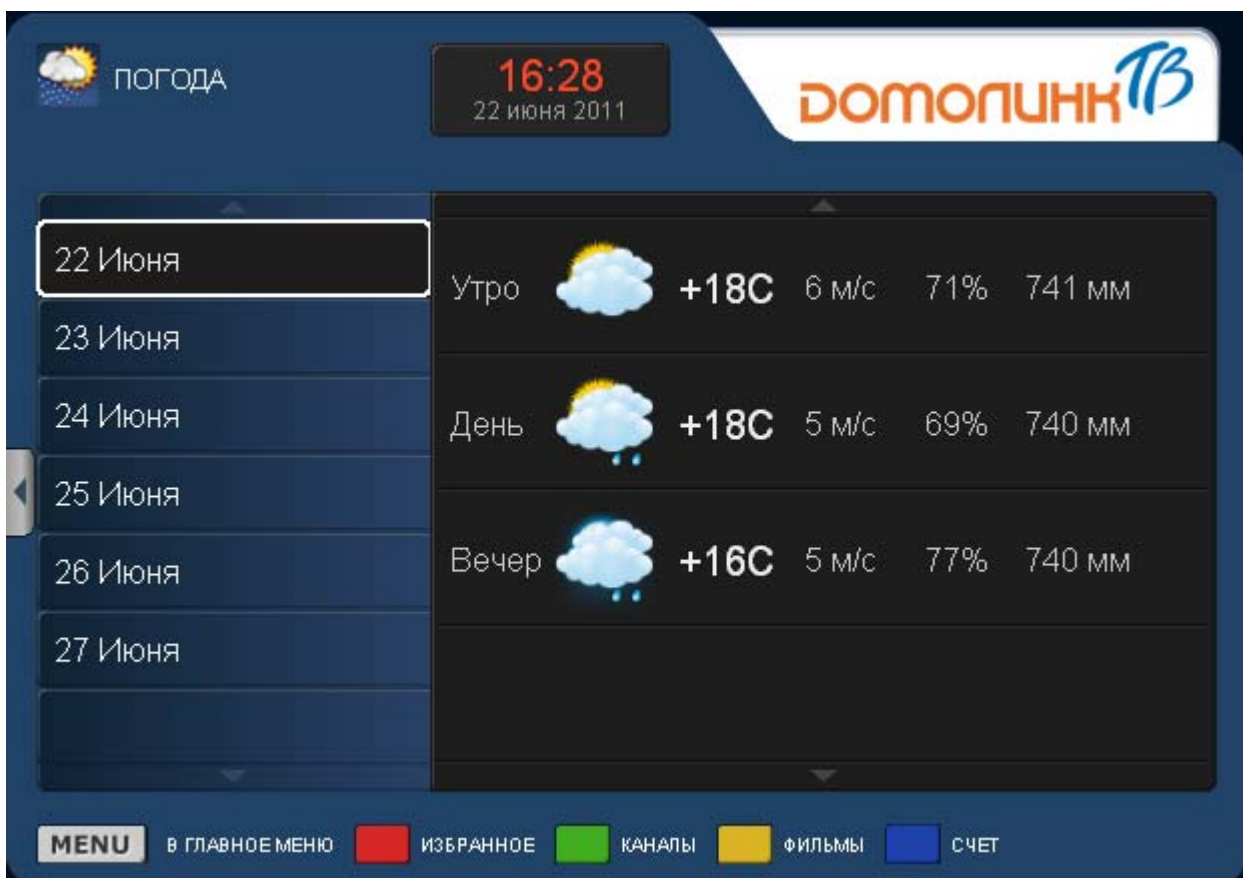 ПОГОДА
16:28
22 июня 2011
ДОМОЛИНК ТВ
22 Июня
23 Июня
24 Июня
25 Июня
26 Июня
27 Июня
Утро +18C 6 м/с 71% 741 мм
День +18C 5 м/с 69% 740 мм
Вечер +16C 5 м/с 77% 740 мм
MENU В ГЛАВНОЕ МЕНЮ ИЗБРАННОЕ КАНАЛЫ ФИЛЬМЫ СЧЕТ